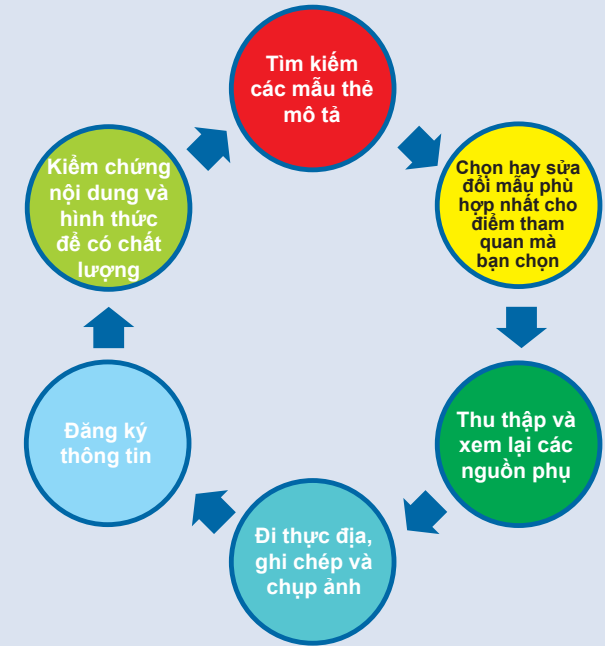 Tìm kiếm
các mẫu thẻ
mô tả
Chọn hay sửa
đổi mẫu phù
hợp nhất cho
điểm tham
quan mà
bạn chọn
Thu thập và
xem lại các
nguồn phụ
Đi thực địa,
ghi chép và
chụp ảnh
Đăng ký
thông tin
Kiểm chứng
nội dung và
hình thức
để có chất
lượng